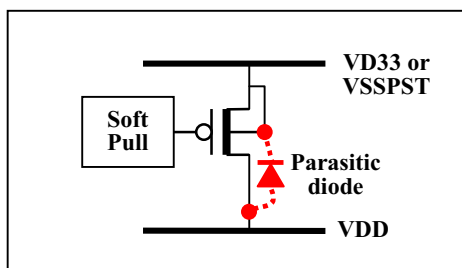 VD33 or
VSSPST
Soft
Pull
Parasitic
diode
VDD